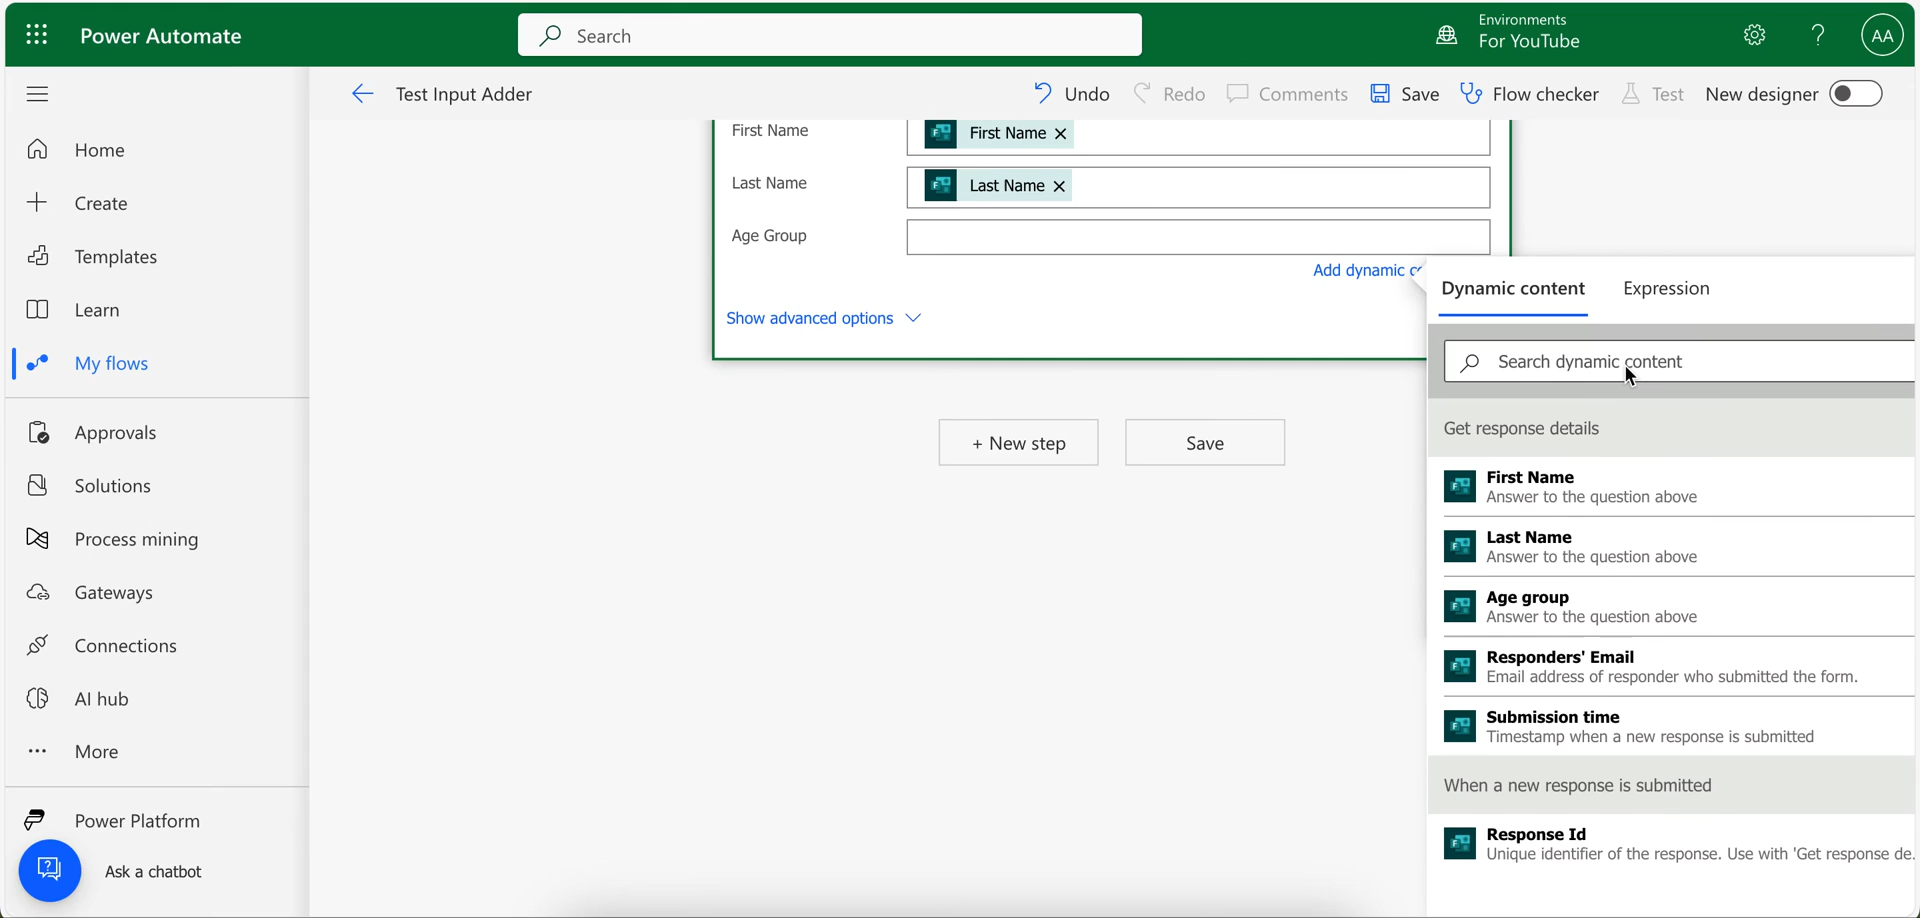 Power Automate
Search
Environments
For YouTube
AA
Test Input Adder
Undo
Redo
Comments
Save
Flow checker
Test
New designer
Home
Create
Templates
Learn
My flows
Approvals
Solutions
Process mining
Gateways
Connections
AI hub
More
Power Platform
Ask a chatbot
First Name
First Name
Last Name
Last Name
Age Group
Add dynamic co
Show advanced options
+ New step
Save
Dynamic content
Expression
Search dynamic content
Get response details
First Name
Answer to the question above
Last Name
Answer to the question above
Age group
Answer to the question above
Responders' Email
Email address of responder who submitted the form.
Submission time
Timestamp when a new response is submitted
When a new response is submitted
Response Id
Unique identifier of the response. Use with 'Get response de.